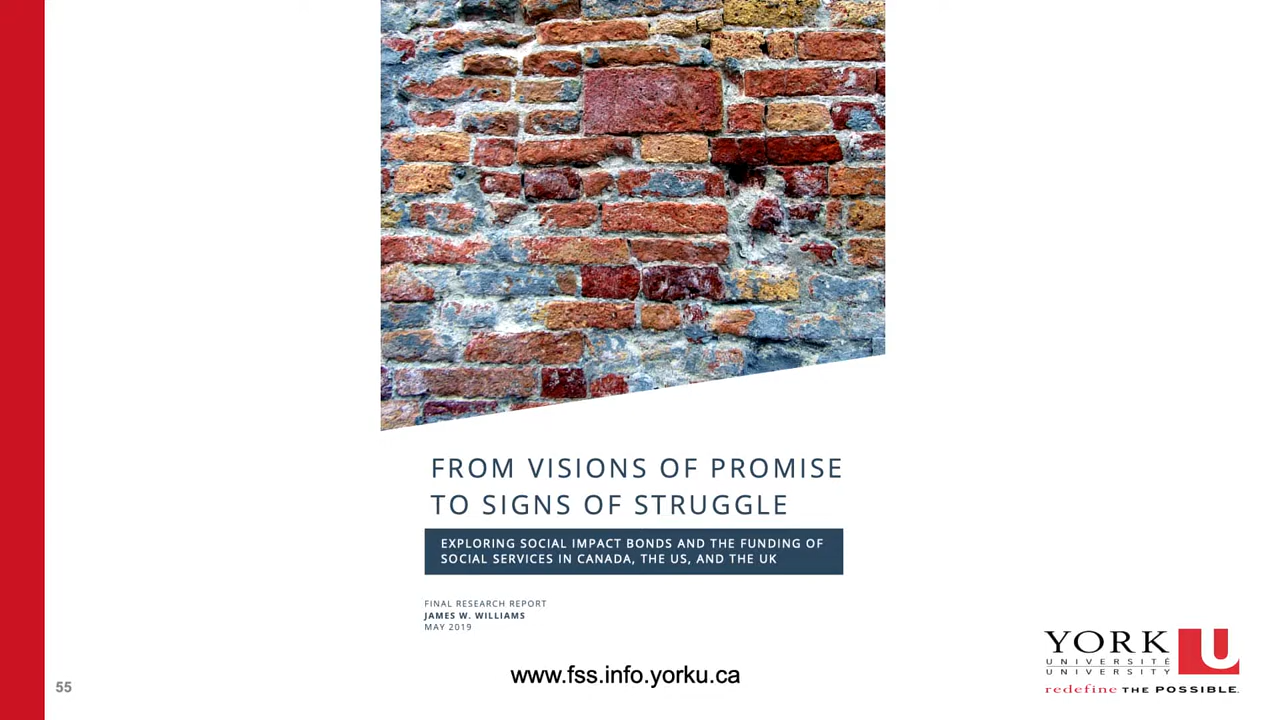 FROM VISIONS OF PROMISE
TO SIGNS OF STRUGGLE
EXPLORING SOCIAL IMPACT BONDS AND THE FUNDING OF
SOCIAL SERVICES IN CANADA, THE US, AND THE UK
FINAL RESEARCH REPORT
JAMES W. WILLIAMS
MAY 2019
www.fss.info.yorku.ca
55
YORK U
UNIVERSITÉ
UNIVERSITY
redefine THE POSSIBLE.